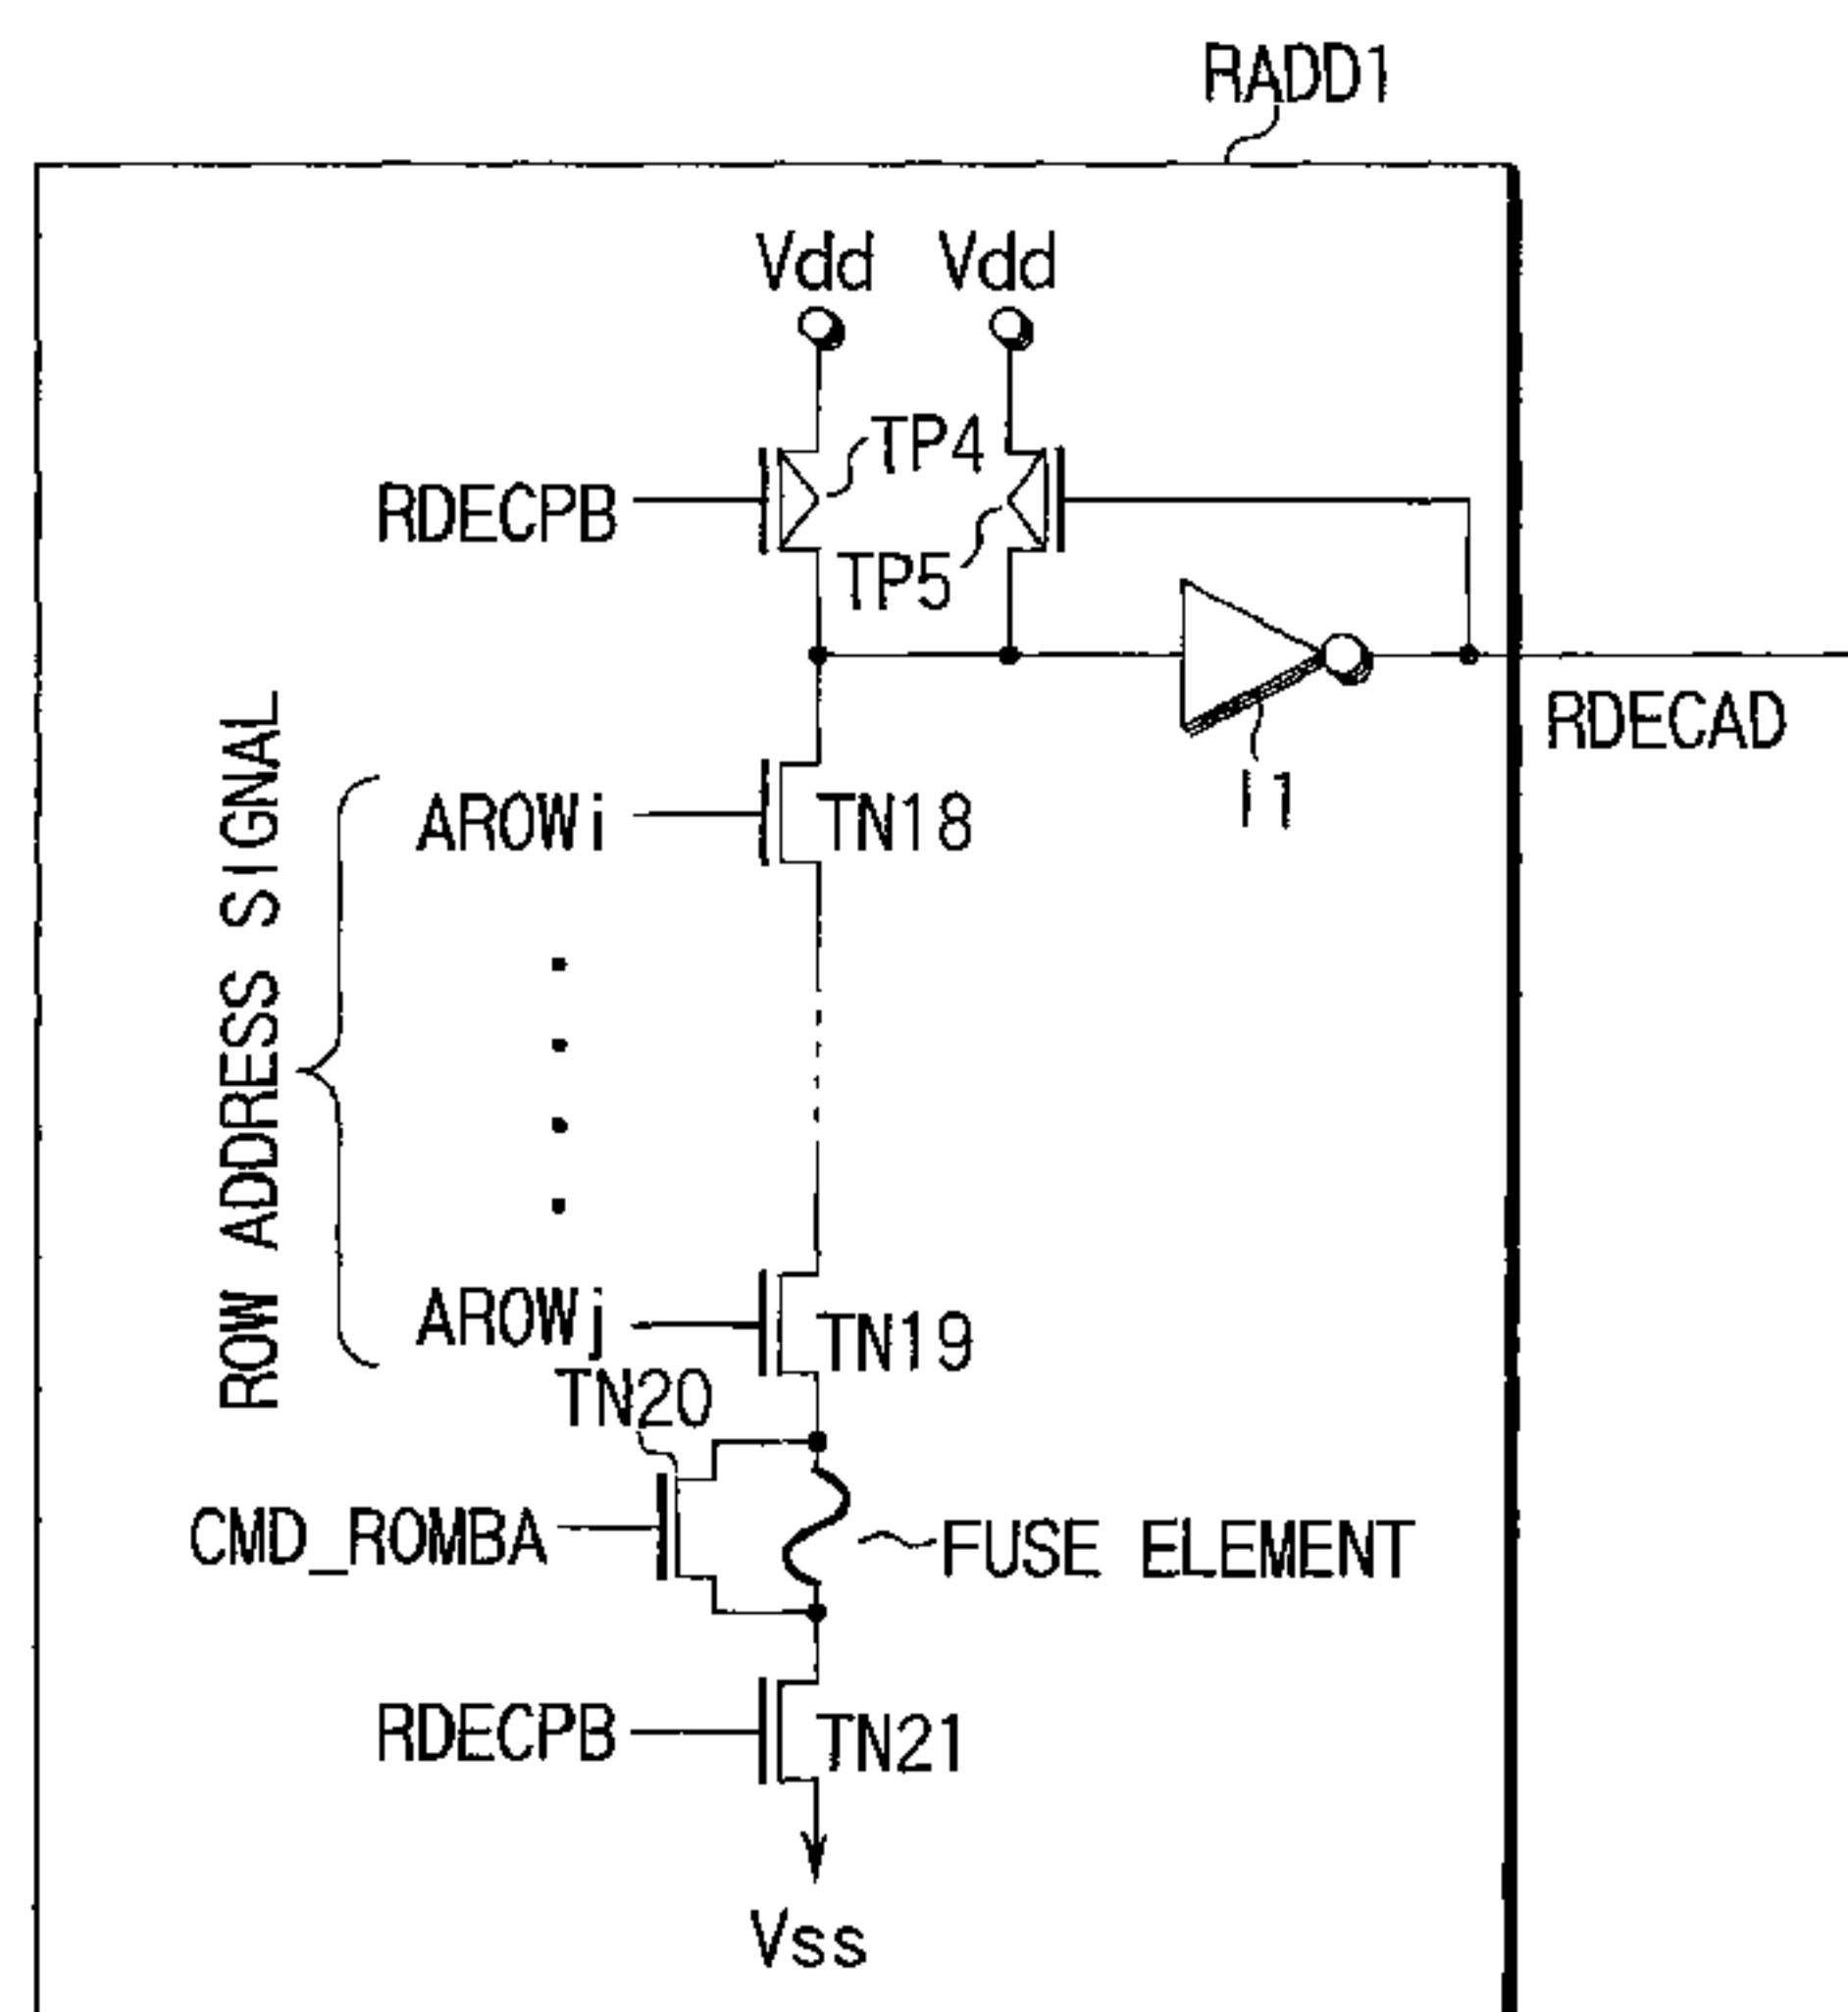 RADD1
Vdd Vdd
TP4
RDECPB
TP5
RDECAD
I1
ROW ADDRESS SIGNAL
AROWi
TN18
AROWj
TN19
TN20
CMD_ROMBA
FUSE ELEMENT
RDECPB
TN21
Vss